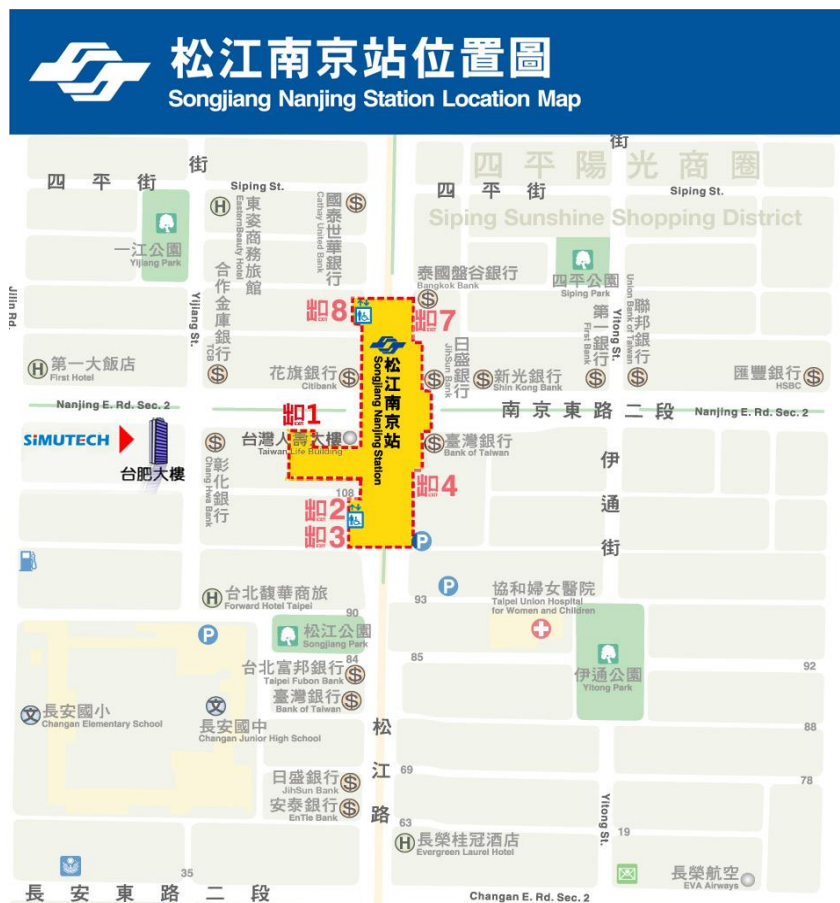 松江南京站位置圖
Songjiang Nanjing Station Location Map
街
街
四平街
Siping St.
四平街
Siping St.
四平陽光商圈
Siping Sunshine Shopping District
一江公園
Yijiang Park
H
東姿商務旅館
EasternBeauty Hotel
國泰世華銀行
Cathay United Bank
$
泰國盤谷銀行
Bangkok Bank
$
四平公園
Siping Park
Jilin Rd.
Yijiang St.
合作金庫銀行
TCB
$
出口8
EXIT
出口7
EXIT
第一銀行
First Bank
$
Yitong St.
聯邦銀行
Union Bank of Taiwan
$
H
第一大飯店
First Hotel
花旗銀行
Citibank
$
松江南京站
Songjiang Nanjing Station
日盛銀行
JihSun Bank
$
$
新光銀行
Shin Kong Bank
匯豐銀行
HSBC
$
Nanjing E. Rd. Sec. 2
南京東路二段
Nanjing E. Rd. Sec. 2
出口1
EXIT
SiMUTECH
台肥大樓
$
彰化銀行
Chang Hwa Bank
台灣人壽大樓
Taiwan Life Building
$
臺灣銀行
Bank of Taiwan
伊通街
108
出口2
EXIT
出口3
EXIT
出口4
EXIT
P
H
台北馥華商旅
Forward Hotel Taipei
90
93
P
協和婦女醫院
Taipei Union Hospital
for Women and Children
P
松江公園
Songjiang Park
84
85
伊通公園
Yitong Park
92
台北富邦銀行
Taipei Fubon Bank
$
臺灣銀行
Bank of Taiwan
$
文
長安國小
Changan Elementary School
文
長安國中
Changan Junior High School
松江路
88
69
78
日盛銀行
JihSun Bank
$
安泰銀行
EnTie Bank
$
63
H
長榮桂冠酒店
Evergreen Laurel Hotel
Yitong St.
19
35
長榮航空
EVA Airways
長安東路二段
Changan E. Rd. Sec. 2